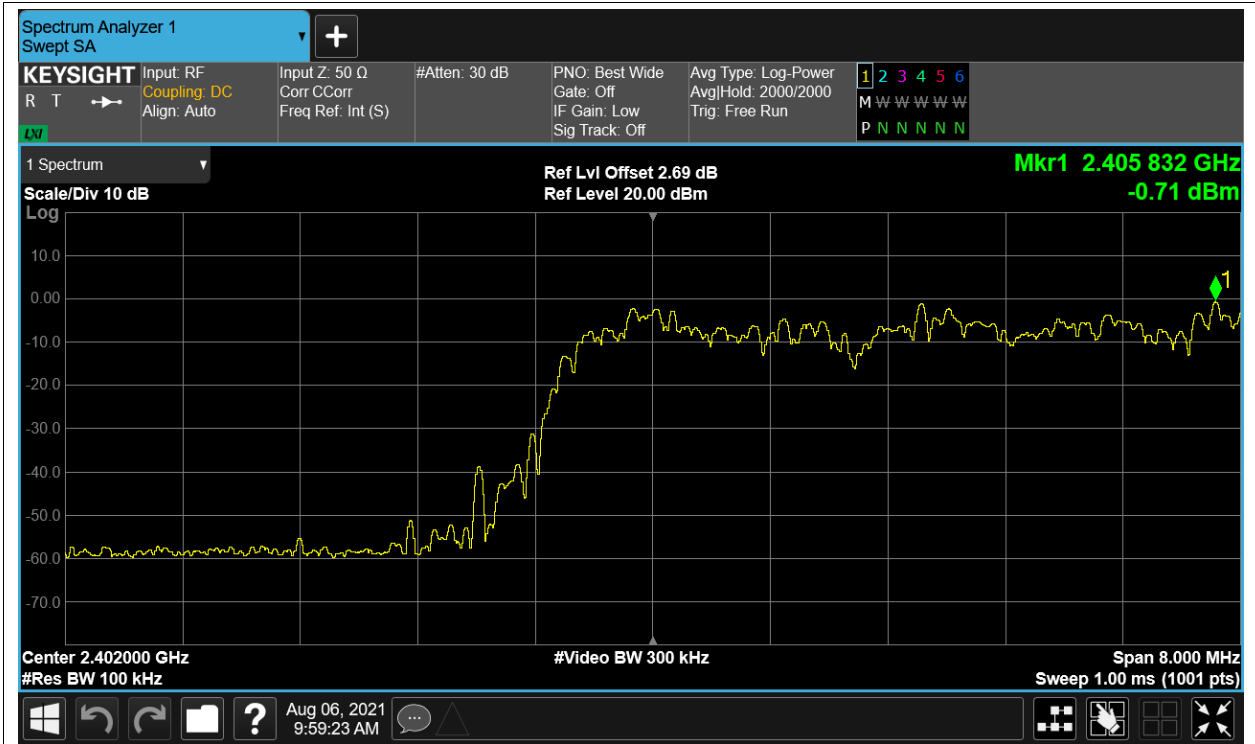 Spectrum Analyzer 1
Swept SA
+
KEYSIGHT
R T
LXI
Input: RF
Coupling: DC
Align: Auto
Input Z: 50 Ω
Corr CCorr
Freq Ref: Int (S)
#Atten: 30 dB
PNO: Best Wide
Gate: Off
IF Gain: Low
Sig Track: Off
Avg Type: Log-Power
Avg|Hold: 2000/2000
Trig: Free Run
1 2 3 4 5 6
M W W W W W
P N N N N N
1 Spectrum
Scale/Div 10 dB
Log
Ref Lvl Offset 2.69 dB
Ref Level 20.00 dBm
Mkr1 2.405 832 GHz
-0.71 dBm
10.0
0.00
-10.0
-20.0
-30.0
-40.0
-50.0
-60.0
-70.0
1
Center 2.402000 GHz
#Res BW 100 kHz
#Video BW 300 kHz
Span 8.000 MHz
Sweep 1.00 ms (1001 pts)
?
Aug 06, 2021
9:59:23 AM